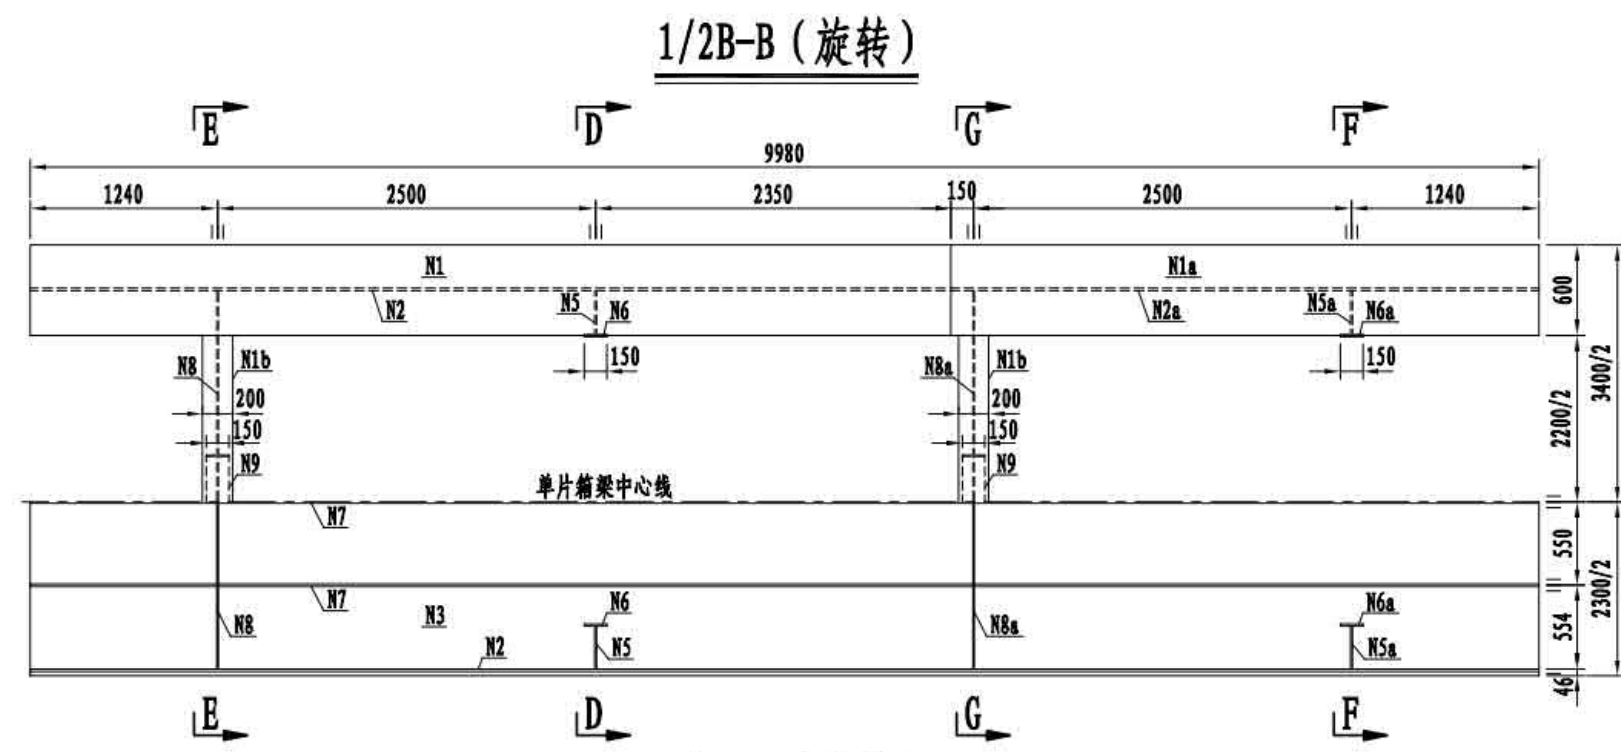 1/2B-B（旋转）
E D G F
9980
1240 2500 2350 150 2500 1240
N1 N1a
N2 N5 N6 N2a N5a N6a
600
150 150
N8 N1b N8a N1b
200 200
150 150
N9 N9
2200/2
3400/2
单片箱梁中心线
N7
550
N7
N8 N3 N6 N8a N6a
N2 N5 N5a
554
2300/2
46
E D G F